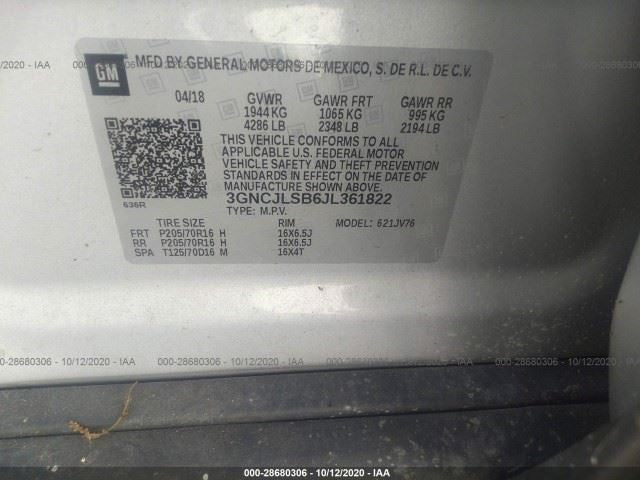 GM
MFD BY GENERAL MOTORS DE MEXICO, S. DE R.L. DE C.V.
04/18 GVWR GAWR FRT GAWR RR
1944 KG 1065 KG 995 KG
4286 LB 2348 LB 2194 LB
THIS VEHICLE CONFORMS TO ALL
APPLICABLE U.S. FEDERAL MOTOR
VEHICLE SAFETY AND THEFT PREVENTION
STANDARDS IN EFFECT ON THE DATE OF
MANUFACTURE SHOWN ABOVE.
636R 3GNCJLSB6JL361822
TYPE: M.P.V. MODEL: 621JV76
TIRE SIZE RIM
FRT P205/70R16 H 16X6.5J
RR P205/70R16 H 16X6.5J
SPA T125/70D16 M 16X4T
0/12/2020 - IAA
000-28680306 - 10/12/2020 - IAA
000-28680306 - 10/12/2020 - IAA
000-28680306 - 10/12/2020 - IAA
000-28680306 - 10/12/2020 - IAA